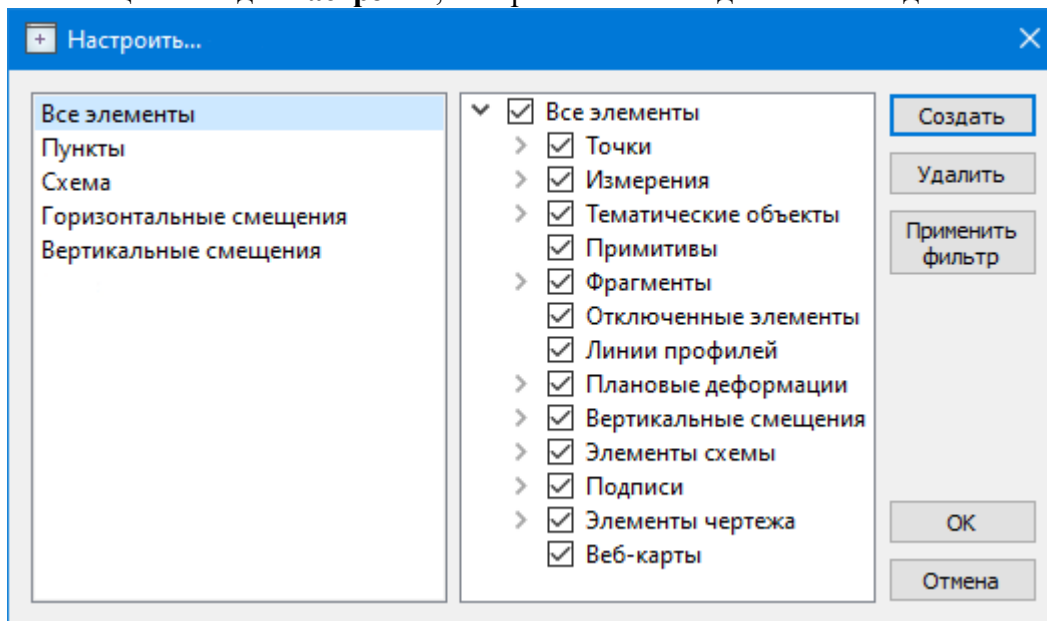 Настроить...
Все элементы
Пункты
Схема
Горизонтальные смещения
Вертикальные смещения
Все элементы
Точки
Измерения
Тематические объекты
Примитивы
Фрагменты
Отключенные элементы
Линии профилей
Плановые деформации
Вертикальные смещения
Элементы схемы
Подписи
Элементы чертежа
Веб-карты
Создать
Удалить
Применить
фильтр
OK
Отмена